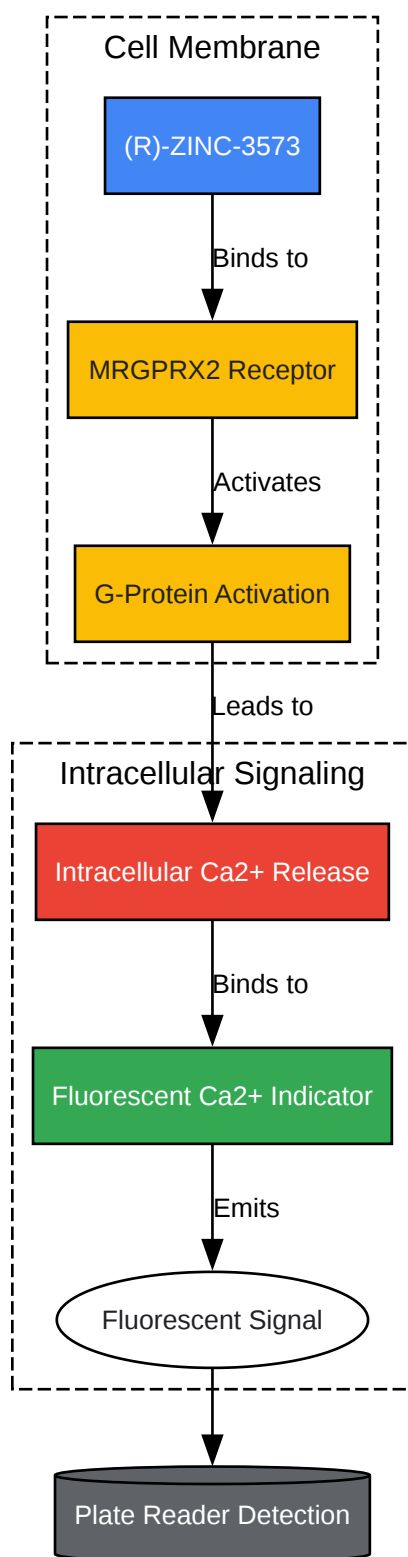 Cell Membrane
(R)-ZINC-3573
Binds to
MRGPRX2 Receptor
Activates
G-Protein Activation
Leads to
Intracellular Signaling
Intracellular Ca2+ Release
Binds to
Fluorescent Ca2+ Indicator
Emits
Fluorescent Signal
Plate Reader Detection